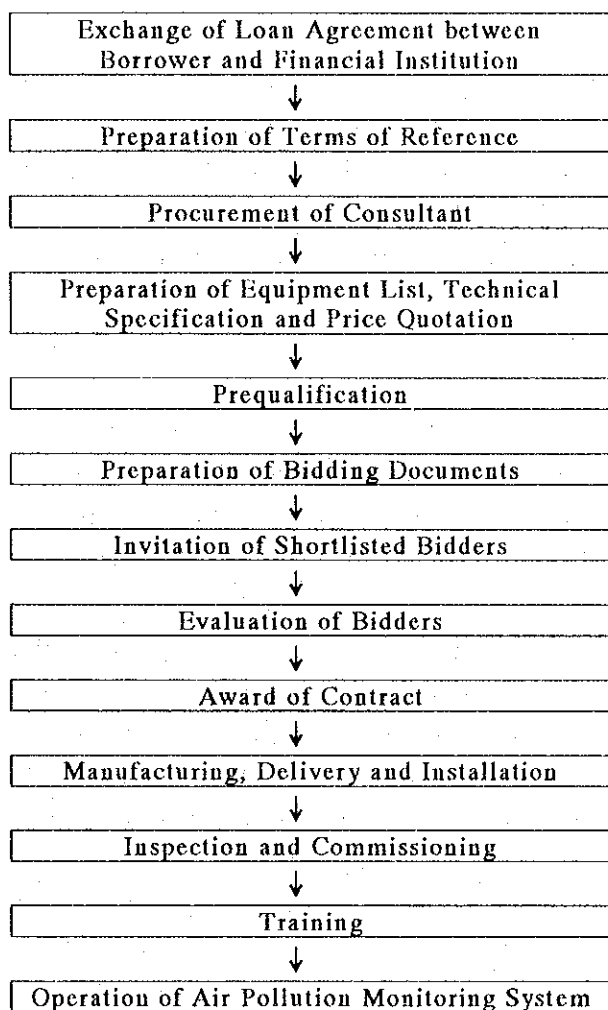 Exchange of Loan Agreement between
Borrower and Financial Institution
Preparation of Terms of Reference
Procurement of Consultant
Preparation of Equipment List, Technical
Specification and Price Quotation
Prequalification
Preparation of Bidding Documents
Invitation of Shortlisted Bidders
Evaluation of Bidders
Award of Contract
Manufacturing, Delivery and Installation
Inspection and Commissioning
Training
Operation of Air Pollution Monitoring System